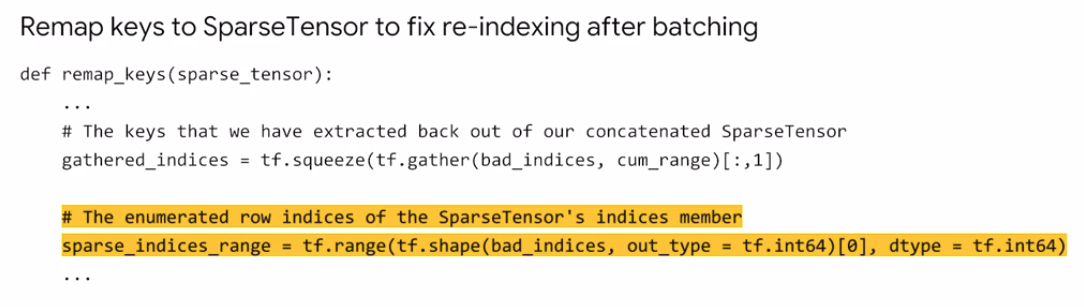 Remap keys to SparseTensor to fix re-indexing after batching
def remap_keys(sparse_tensor):
...
# The keys that we have extracted back out of our concatenated SparseTensor
gathered_indices = tf.squeeze(tf.gather(bad_indices, cum_range)[:,1])
# The enumerated row indices of the SparseTensor's indices member
sparse_indices_range = tf.range(tf.shape(bad_indices, out_type = tf.int64)[0], dtype = tf.int64)
...